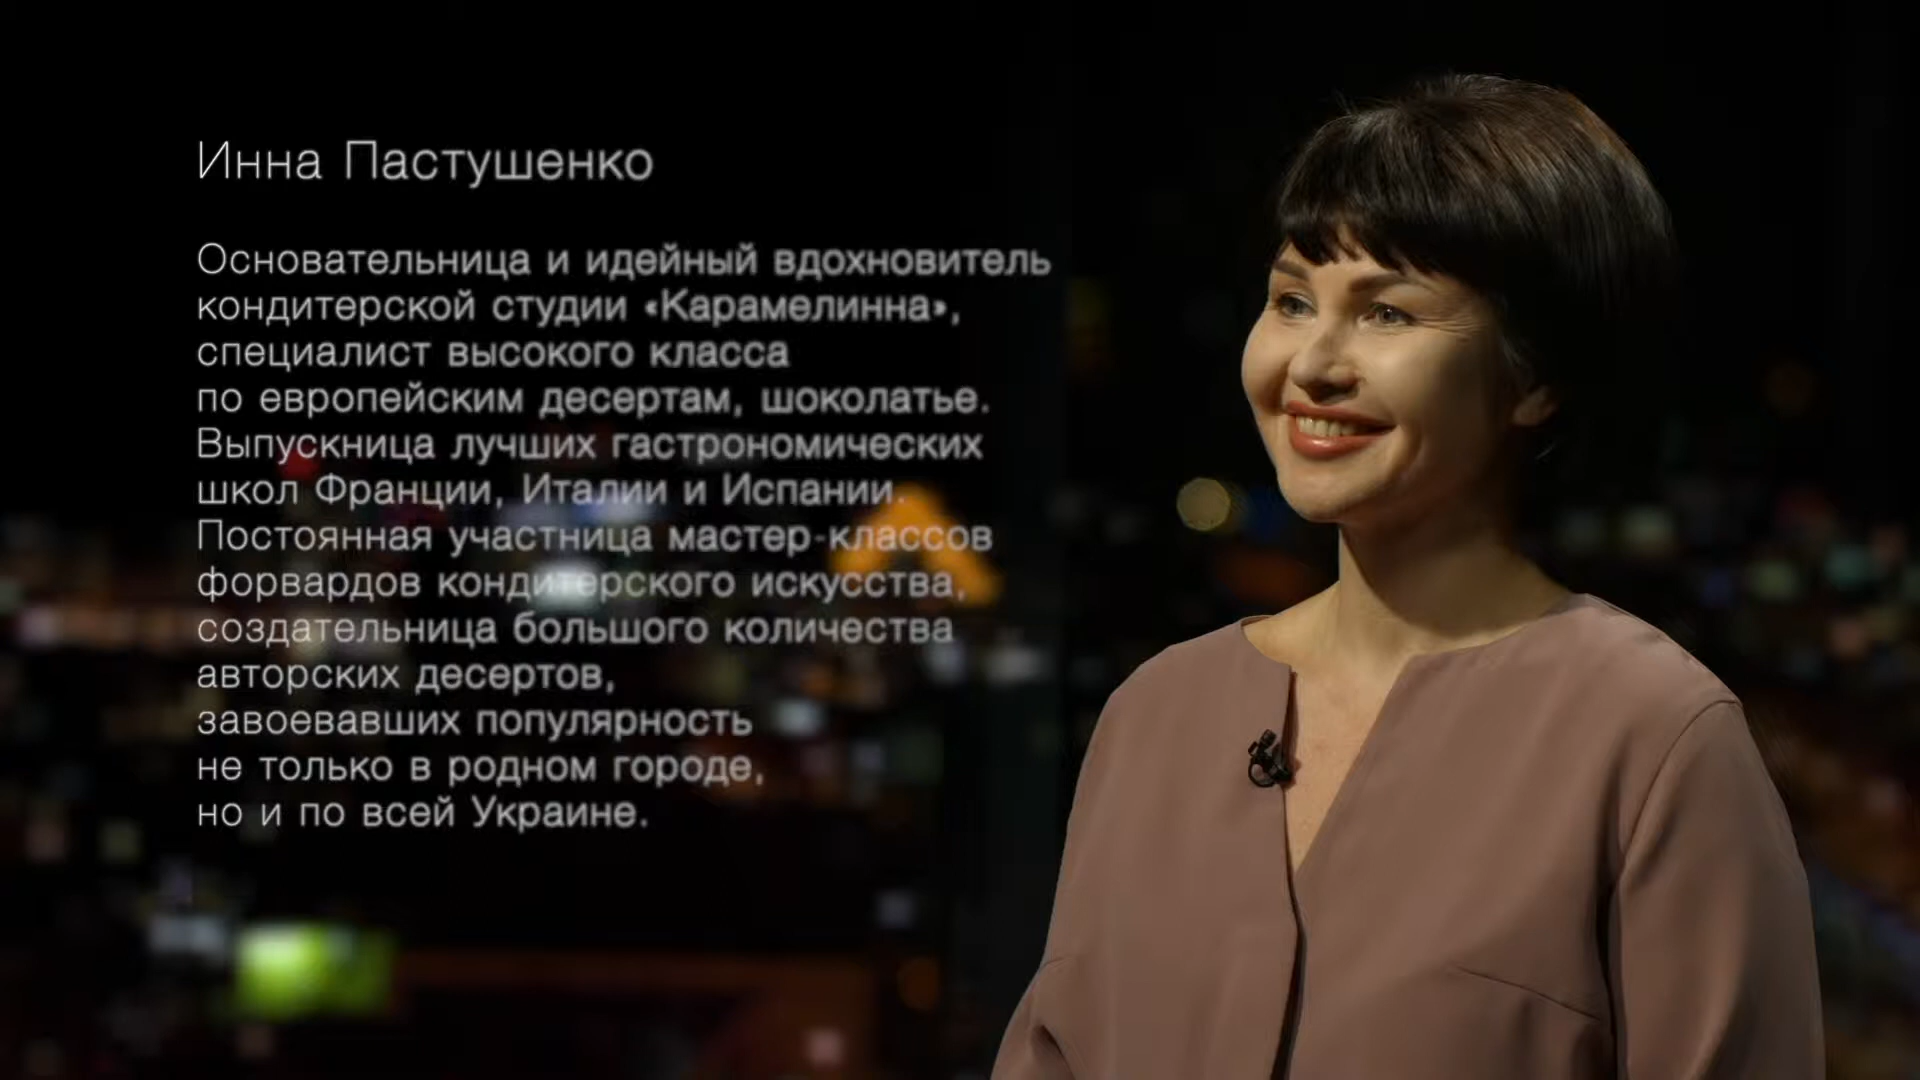 Инна Пастушенко
Основательница и идейный вдохновитель
кондитерской студии «Карамелинна»,
специалист высокого класса
по европейским десертам, шоколатье.
Выпускница лучших гастрономических
школ Франции, Италии и Испании.
Постоянная участница мастер-классов
форвардов кондитерского искусства,
создательница большого количества
авторских десертов,
завоевавших популярность
не только в родном городе,
но и по всей Украине.